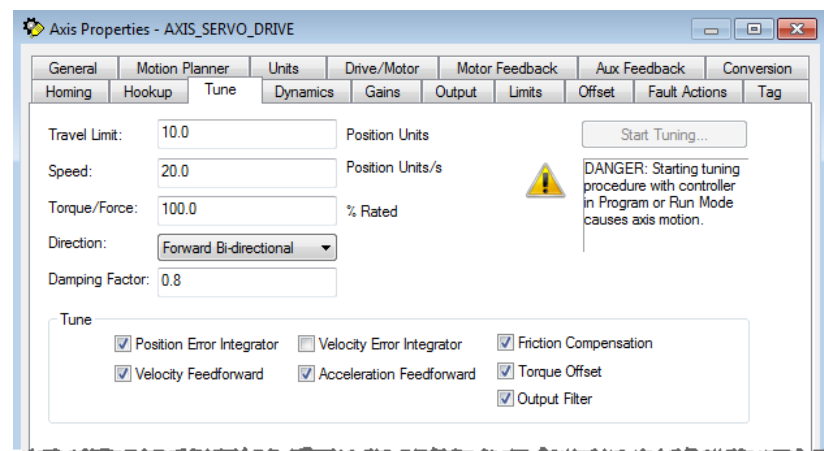 Axis Properties - AXIS_SERVO_DRIVE
General Motion Planner Units Drive/Motor Motor Feedback Aux Feedback Conversion
Homing Hookup Tune Dynamics Gains Output Limits Offset Fault Actions Tag
Travel Limit: 10.0 Position Units Start Tuning...
Speed: 20.0 Position Units/s
DANGER: Starting tuning
procedure with controller
in Program or Run Mode
causes axis motion.
Torque/Force: 100.0 % Rated
Direction: Forward Bi-directional
Damping Factor: 0.8
Tune
Position Error Integrator Velocity Error Integrator Friction Compensation
Velocity Feedforward Acceleration Feedforward Torque Offset
Output Filter